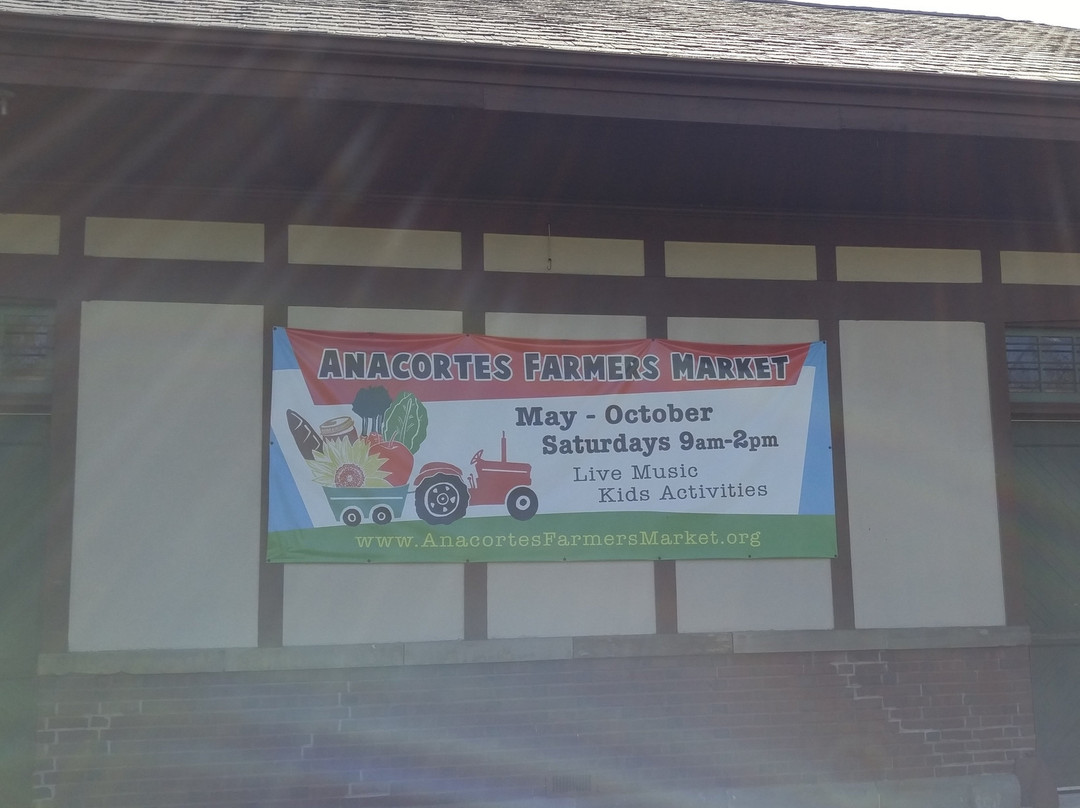 Anacortes Farmers Market
May - October
Saturdays 9am-2pm
Live Music
Kids Activities
www.AnacortesFarmersMarket.org